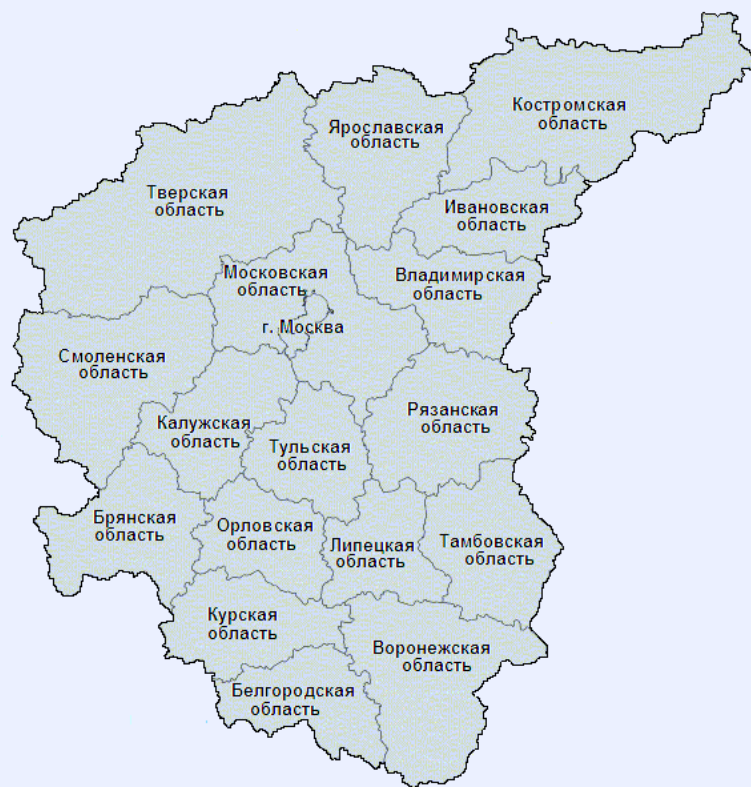 Костромская
область
Ярославская
область
Тверская
область
Ивановская
область
Московская
область
Владимирская
область
г. Москва
Смоленская
область
Рязанская
область
Калужская
область
Тульская
область
Брянская
область
Орловская
область
Липецкая
область
Тамбовская
область
Курская
область
Воронежская
область
Белгородская
область